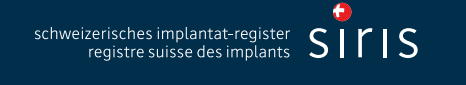 schweizerisches implantat-register
registre suisse des implants
siris